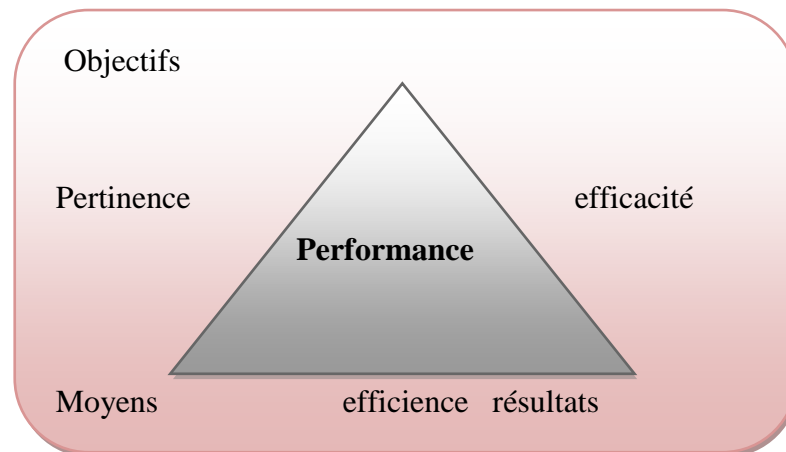 Objectifs
Pertinence efficacité
Performance
Moyens efficience résultats